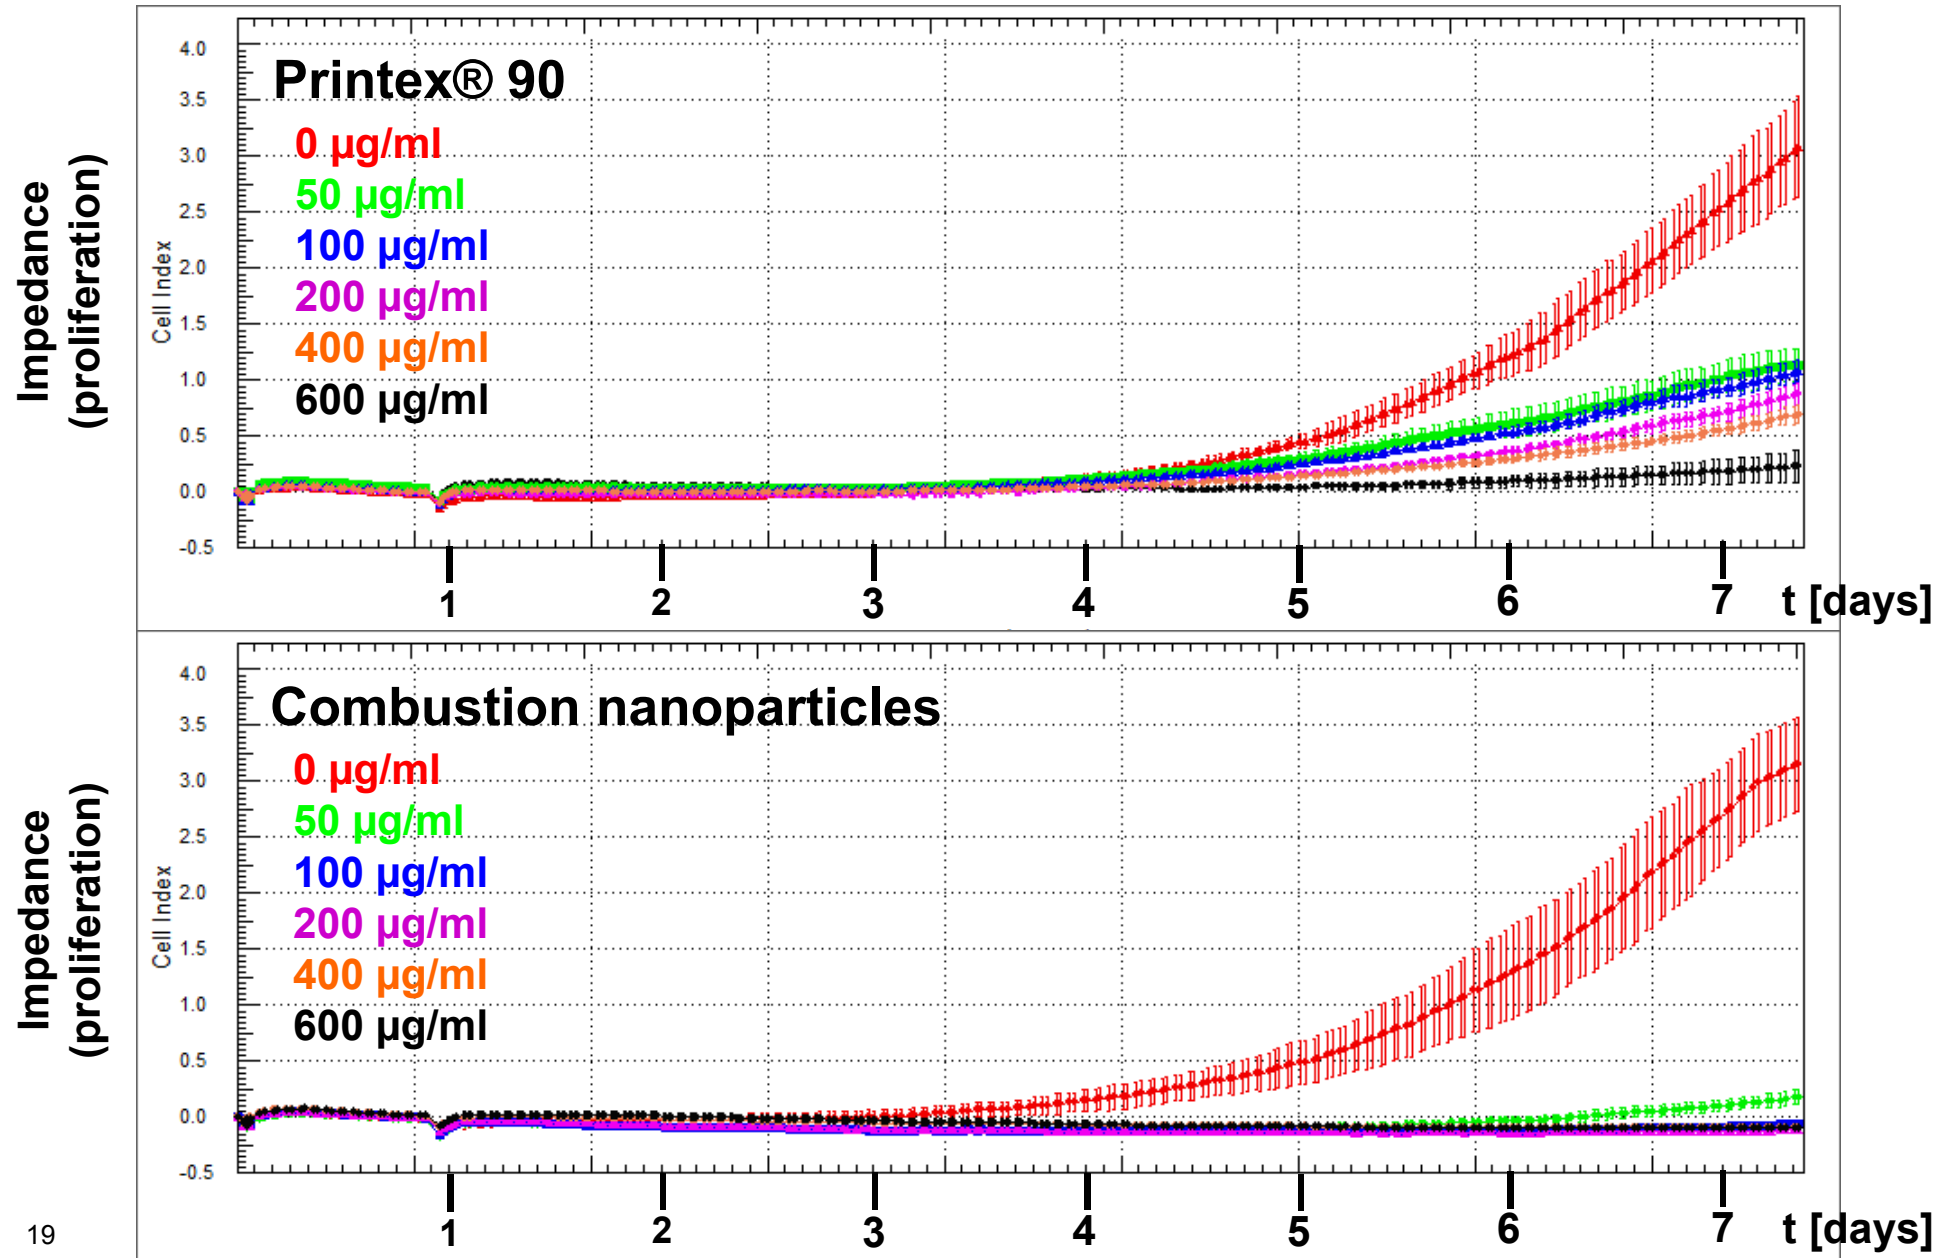 Impedance
(proliferation)
Cell Index
4.0
3.5
3.0
2.5
2.0
1.5
1.0
0.5
0.0
-0.5
Printex® 90
0 µg/ml
50 µg/ml
100 µg/ml
200 µg/ml
400 µg/ml
600 µg/ml
1 2 3 4 5 6 7 t [days]
Impedance
(proliferation)
Cell Index
4.0
3.5
3.0
2.5
2.0
1.5
1.0
0.5
0.0
-0.5
Combustion nanoparticles
0 µg/ml
50 µg/ml
100 µg/ml
200 µg/ml
400 µg/ml
600 µg/ml
1 2 3 4 5 6 7 t [days]
19